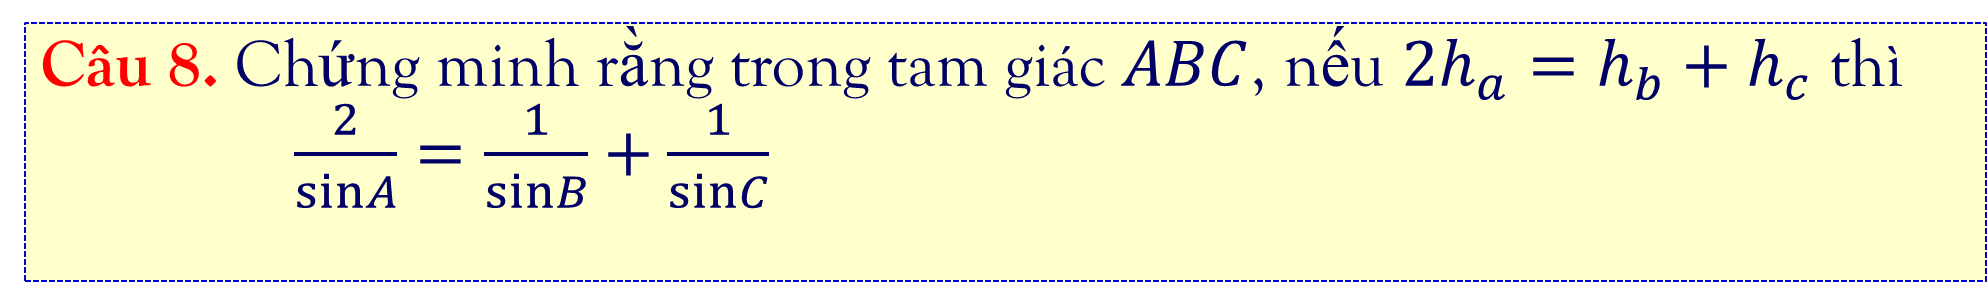 Câu 8. Chứng minh rằng trong tam giác ABC, nếu 2hₐ = h_b + h_c thì
2/sinA = 1/sinB + 1/sinC